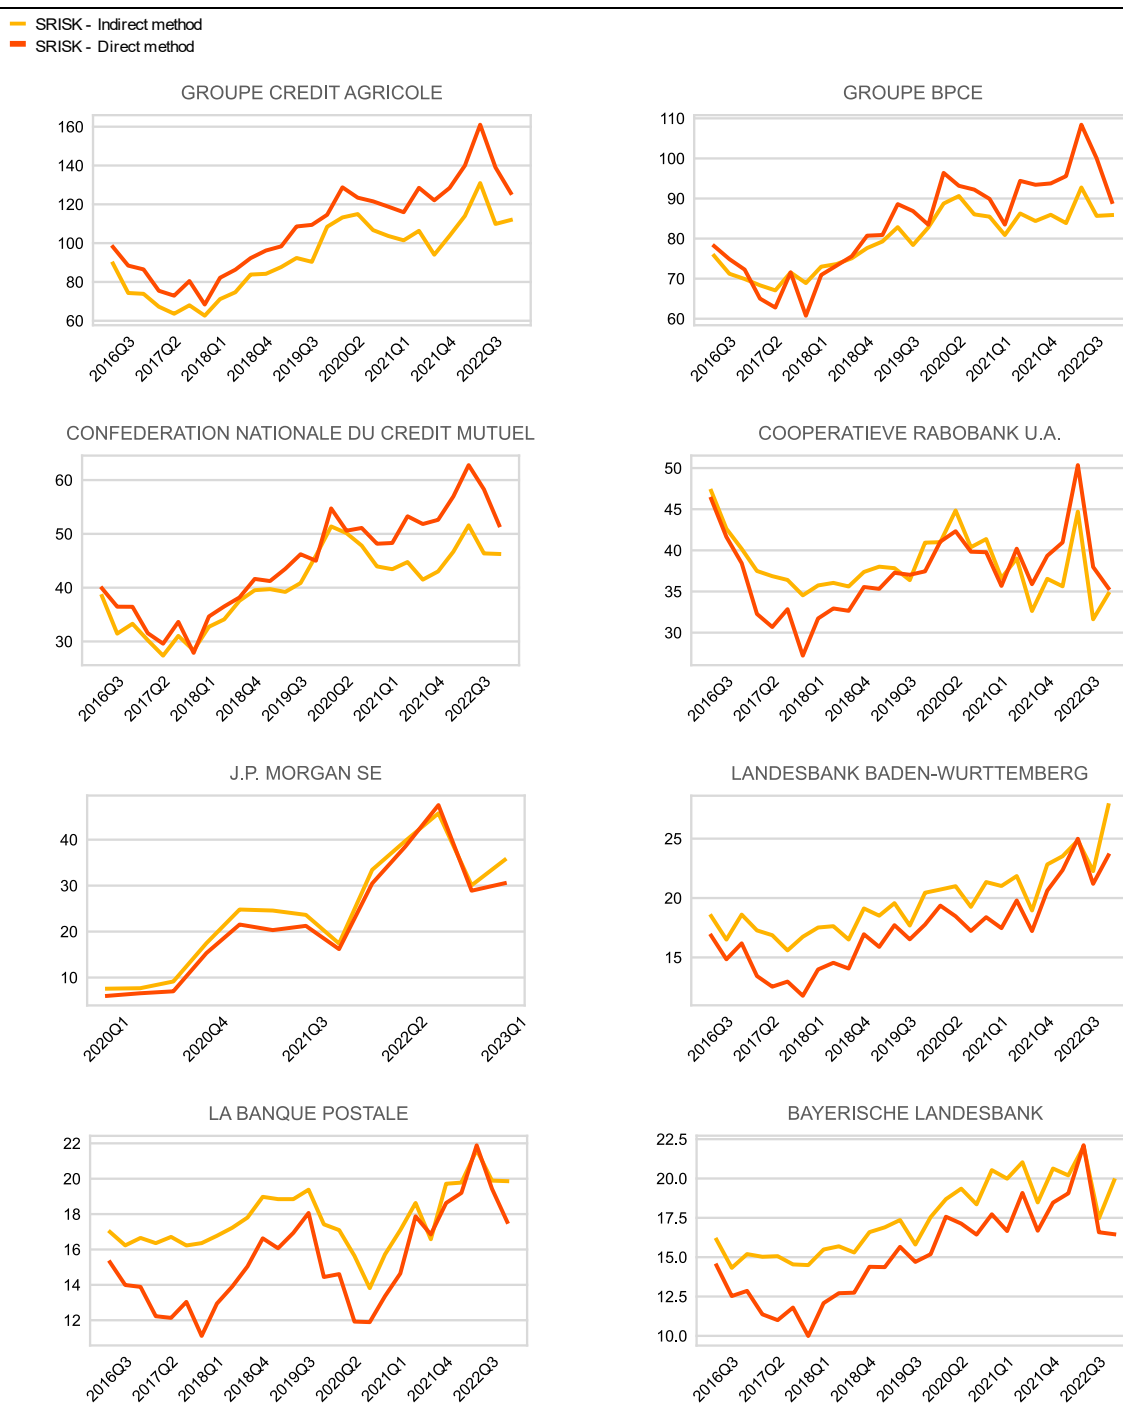 SRISK - Indirect method
SRISK - Direct method
GROUPE CREDIT AGRICOLE
160
140
120
100
80
60
2016Q3 2017Q2 2018Q1 2018Q4 2019Q3 2020Q2 2021Q1 2021Q4 2022Q3
GROUPE BPCE
110
100
90
80
70
60
2016Q3 2017Q2 2018Q1 2018Q4 2019Q3 2020Q2 2021Q1 2021Q4 2022Q3
CONFEDERATION NATIONALE DU CREDIT MUTUEL
60
50
40
30
2016Q3 2017Q2 2018Q1 2018Q4 2019Q3 2020Q2 2021Q1 2021Q4 2022Q3
COOPERATIEVE RABOBANK U.A.
50
45
40
35
30
2016Q3 2017Q2 2018Q1 2018Q4 2019Q3 2020Q2 2021Q1 2021Q4 2022Q3
J.P. MORGAN SE
40
30
20
10
2020Q1 2020Q4 2021Q3 2022Q2 2023Q1
LANDESBANK BADEN-WURTTEMBERG
25
20
15
2016Q3 2017Q2 2018Q1 2018Q4 2019Q3 2020Q2 2021Q1 2021Q4 2022Q3
LA BANQUE POSTALE
22
20
18
16
14
12
2016Q3 2017Q2 2018Q1 2018Q4 2019Q3 2020Q2 2021Q1 2021Q4 2022Q3
BAYERISCHE LANDESBANK
22.5
20.0
17.5
15.0
12.5
10.0
2016Q3 2017Q2 2018Q1 2018Q4 2019Q3 2020Q2 2021Q1 2021Q4 2022Q3